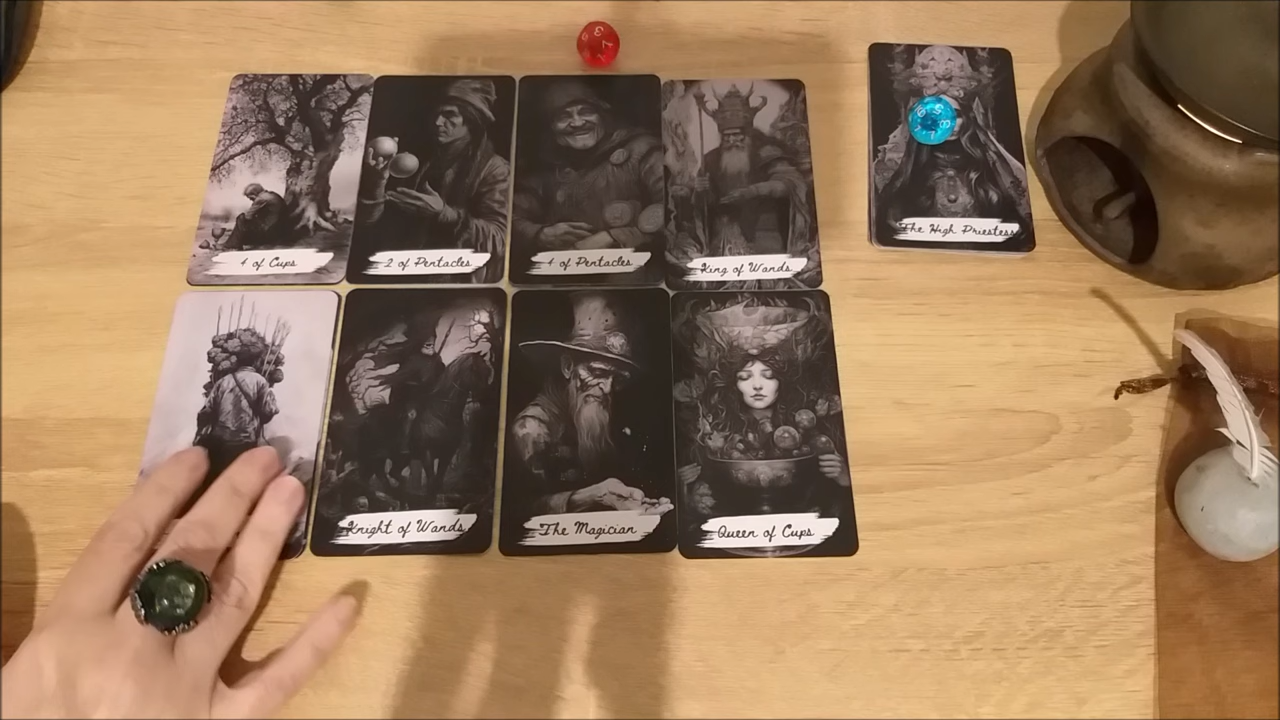 4 of Cups
2 of Pentacles
4 of Pentacles
King of Wands
The High Priestess
Knight of Wands
The Magician
Queen of Cups